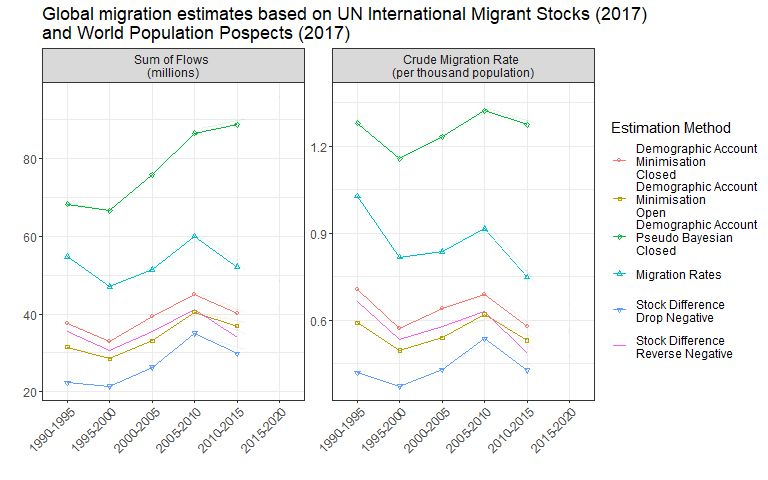 Global migration estimates based on UN International Migrant Stocks (2017)
and World Population Pospects (2017)
Sum of Flows
(millions)
80
60
40
20
1990-1995
1995-2000
2000-2005
2005-2010
2010-2015
2015-2020
Crude Migration Rate
(per thousand population)
1.2
0.9
0.6
1990-1995
1995-2000
2000-2005
2005-2010
2010-2015
2015-2020
Estimation Method
Demographic Account
Minimisation
Closed
Demographic Account
Minimisation
Open
Demographic Account
Pseudo Bayesian
Closed
Migration Rates
Stock Difference
Drop Negative
Stock Difference
Reverse Negative